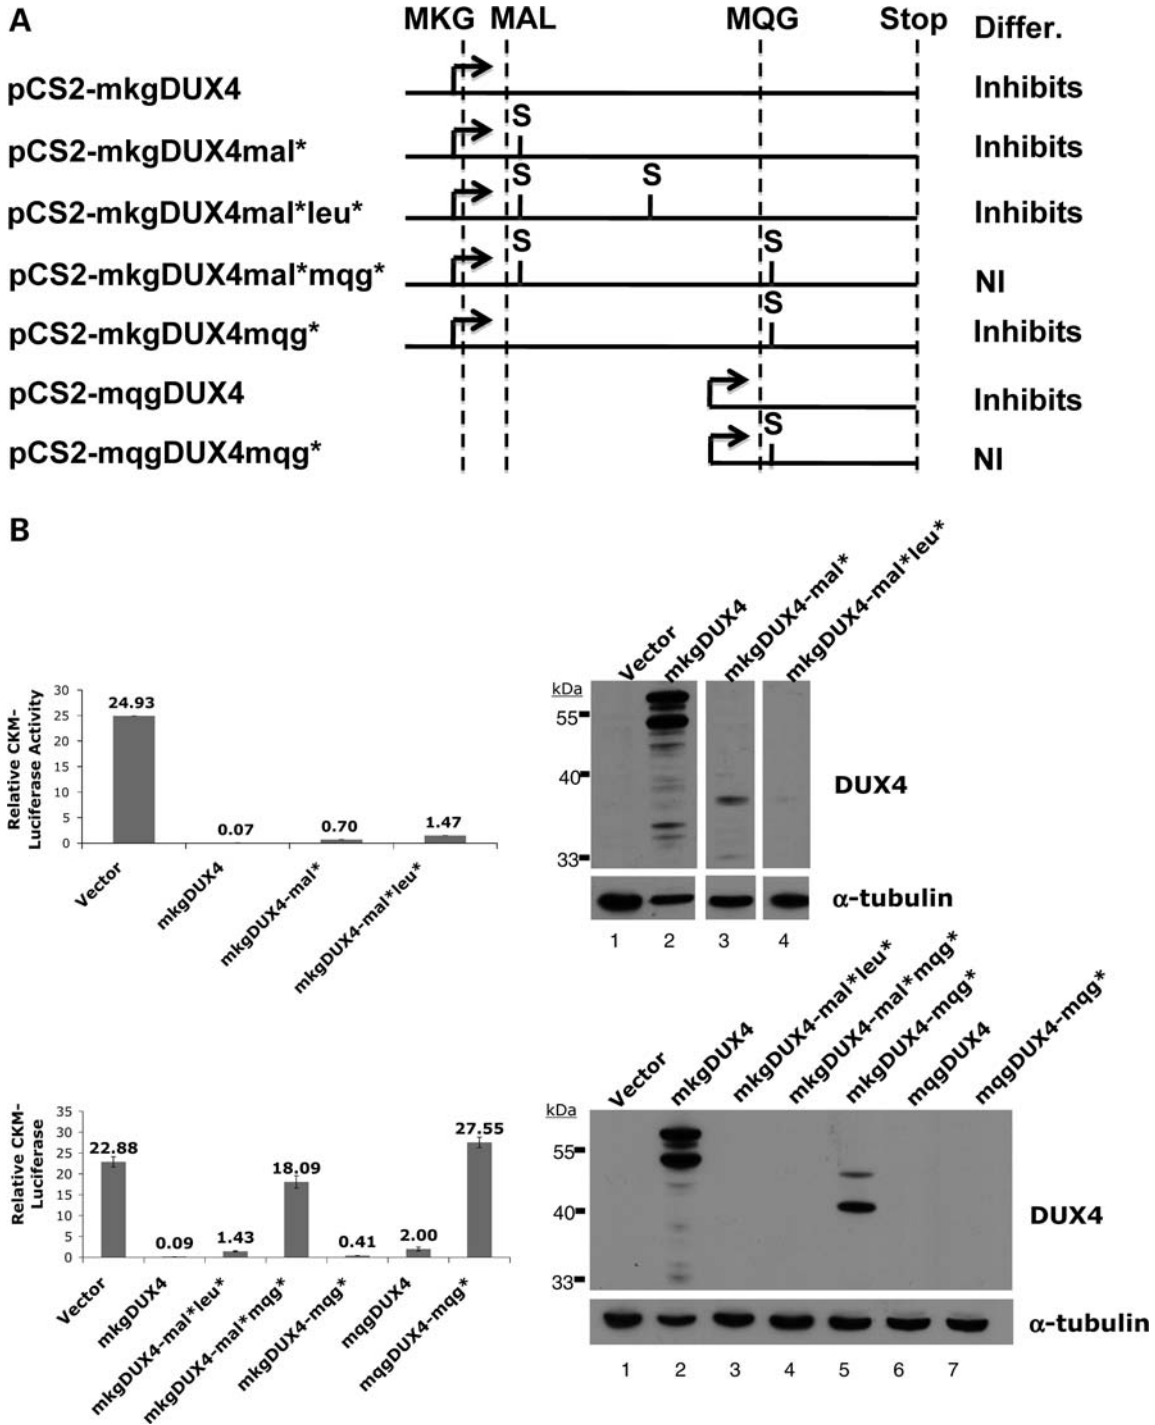 A
MKG MAL MQG Stop Differ.
pCS2-mkgDUX4 Inhibits
S
pCS2-mkgDUX4mal* Inhibits
S S
pCS2-mkgDUX4mal*leu* Inhibits
S S
pCS2-mkgDUX4mal*mqg* NI
S
pCS2-mkgDUX4mqg* Inhibits
pCS2-mqgDUX4 Inhibits
S
pCS2-mqgDUX4mqg* NI
B
Relative CKM-
Luciferase Activity
30
25
20
15
10
5
0
24.93
0.07
0.70
1.47
Vector
mkgDUX4
mkgDUX4-mal*
mkgDUX4-mal*leu*
Vector
mkgDUX4
mkgDUX4-mal*
mkgDUX4-mal*leu*
kDa
55
40
33
DUX4
α-tubulin
1 2 3 4
Relative CKM-
Luciferase
35
30
25
20
15
10
5
0
22.88
0.09
1.43
18.09
0.41
2.00
27.55
Vector
mkgDUX4
mkgDUX4-mal*leu*
mkgDUX4-mal*mqg*
mkgDUX4-mqg*
mqgDUX4
mqgDUX4-mqg*
Vector
mkgDUX4
mkgDUX4-mal*leu*
mkgDUX4-mal*mqg*
mkgDUX4-mqg*
mqgDUX4
mqgDUX4-mqg*
kDa
55
40
33
DUX4
α-tubulin
1 2 3 4 5 6 7